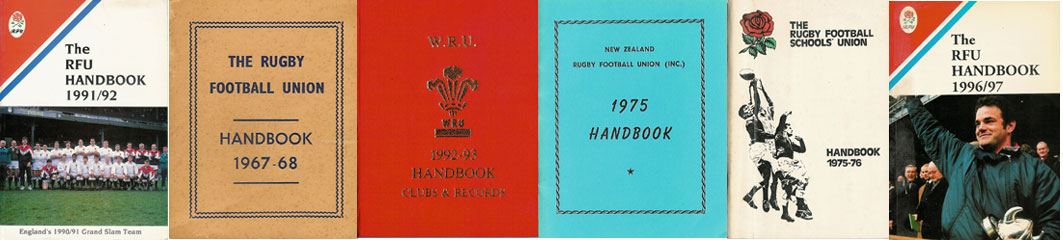 RFU
The
RFU
HANDBOOK
1991/92
England's 1990/91 Grand Slam Team
THE RUGBY
FOOTBALL UNION
HANDBOOK
1967-68
W.R.U.
WRU
1992-93
HANDBOOK
CLUBS & RECORDS
NEW ZEALAND
RUGBY FOOTBALL UNION (INC.)
1975
HANDBOOK
THE
RUGBY FOOTBALL
SCHOOLS' UNION
HANDBOOK
1975-76
The
RFU
HANDBOOK
1996/97